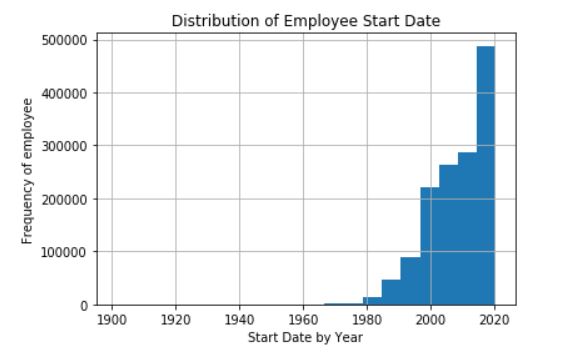 Distribution of Employee Start Date
500000
400000
300000
200000
100000
0
Frequency of employee
1900 1920 1940 1960 1980 2000 2020
Start Date by Year